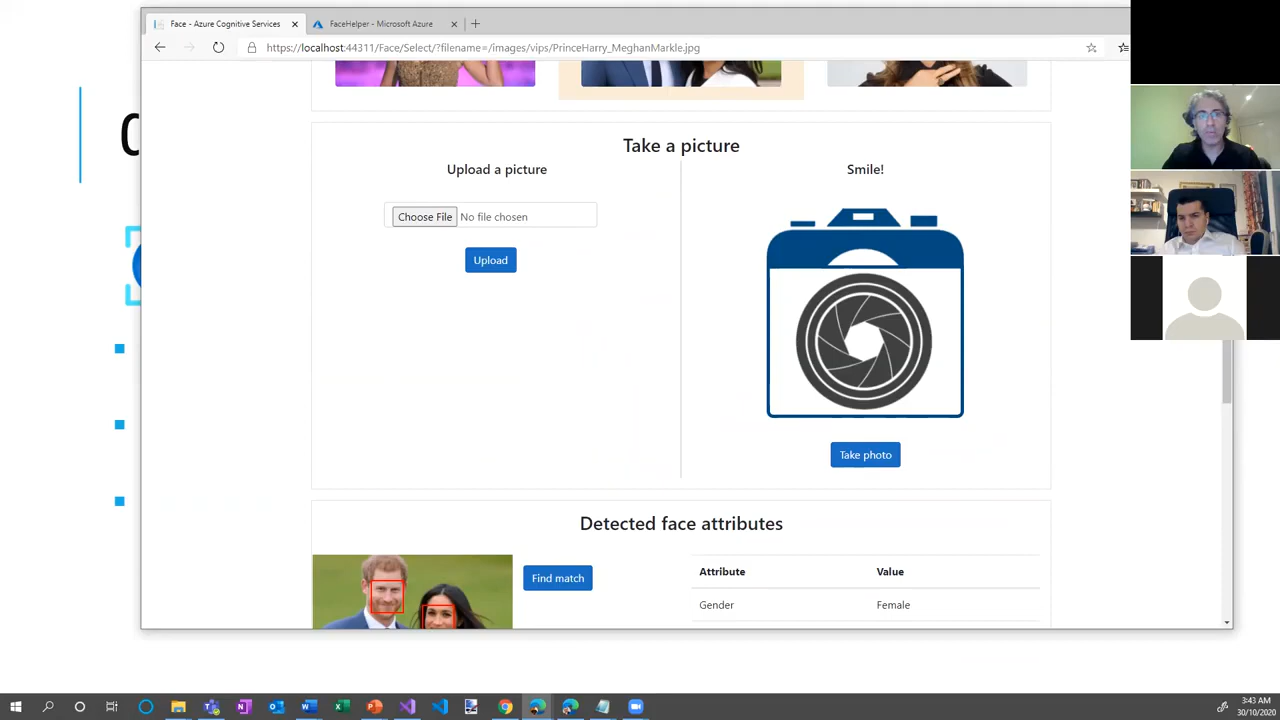 Face - Azure Cognitive Services
FaceHelper - Microsoft Azure
https://localhost:44311/Face/Select/?filename=/images/vips/PrinceHarry_MeghanMarkle.jpg
Take a picture
Upload a picture
Smile!
Choose File No file chosen
Upload
Take photo
Detected face attributes
Find match
Attribute Value
Gender Female
3:43 AM
30/10/2020